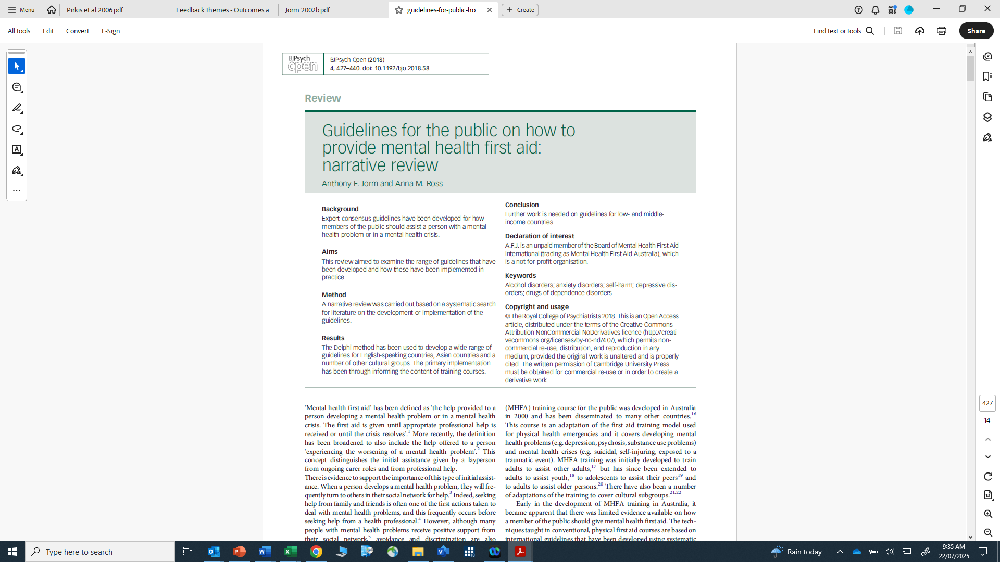 Menu
Pirkis et al 2006.pdf
Feedback themes - Outcomes a...
Jorm 2002b.pdf
guidelines-for-public-ho...
Create
All tools
Edit
Convert
E-Sign
Find text or tools
Share
BJPsych
open
BJPsych Open (2018)
4, 427–440. doi: 10.1192/bjo.2018.58
Review
Guidelines for the public on how to
provide mental health first aid:
narrative review
Anthony F. Jorm and Anna M. Ross
Background
Expert-consensus guidelines have been developed for how
members of the public should assist a person with a mental
health problem or in a mental health crisis.
Aims
This review aimed to examine the range of guidelines that have
been developed and how these have been implemented in
practice.
Method
A narrative review was carried out based on a systematic search
for literature on the development or implementation of the
guidelines.
Results
The Delphi method has been used to develop a wide range of
guidelines for English-speaking countries, Asian countries and a
number of other cultural groups. The primary implementation
has been through informing the content of training courses.
Conclusion
Further work is needed on guidelines for low- and middle-
income countries.
Declaration of interest
A.F.J. is an unpaid member of the Board of Mental Health First Aid
International (trading as Mental Health First Aid Australia), which
is a not-for-profit organisation.
Keywords
Alcohol disorders; anxiety disorders; self-harm; depressive dis-
orders; drugs of dependence disorders.
Copyright and usage
© The Royal College of Psychiatrists 2018. This is an Open Access
article, distributed under the terms of the Creative Commons
Attribution-NonCommercial-NoDerivatives licence (http://creati-
vecommons.org/licenses/by-nc-nd/4.0/), which permits non-
commercial re-use, distribution, and reproduction in any
medium, provided the original work is unaltered and is properly
cited. The written permission of Cambridge University Press
must be obtained for commercial re-use or in order to create a
derivative work.
‘Mental health first aid’ has been defined as ‘the help provided to a
person developing a mental health problem or in a mental health
crisis. The first aid is given until appropriate professional help is
received or until the crisis resolves’.1 More recently, the definition
has been broadened to also include the help offered to a person
‘experiencing the worsening of a mental health problem’.2 This
concept distinguishes the initial assistance given by a layperson
from ongoing carer roles and from professional help.
There is evidence to support the importance of this type of initial assist-
ance. When a person develops a mental health problem, they will fre-
quently turn to others in their social network for help.3 Indeed, seeking
help from family and friends is often one of the first actions taken to
deal with mental health problems, and this frequently occurs before
seeking help from a health professional.4 However, although many
people with mental health problems receive positive support from
their social network,5 avoidance and discrimination are also
(MHFA) training course for the public was developed in Australia
in 2000 and has been disseminated to many other countries.16
This course is an adaptation of the first aid training model used
for physical health emergencies and it covers developing mental
health problems (e.g. depression, psychosis, substance use problems)
and mental health crises (e.g. suicidal, self-injuring, exposed to a
traumatic event). MHFA training was initially developed to train
adults to assist other adults,17 but has since been extended to
adults to assist youth,18 to adolescents to assist their peers19 and
to adults to assist older persons.20 There have also been a number
of adaptations of the training to cover cultural subgroups.21,22
Early in the development of MHFA training in Australia, it
became apparent that there was limited evidence available on how
a member of the public should give mental health first aid. The tech-
niques taught in conventional, physical first aid courses are based on
international guidelines that have been developed using systematic
427
14
Type here to search
Rain today
9:35 AM
22/07/2025